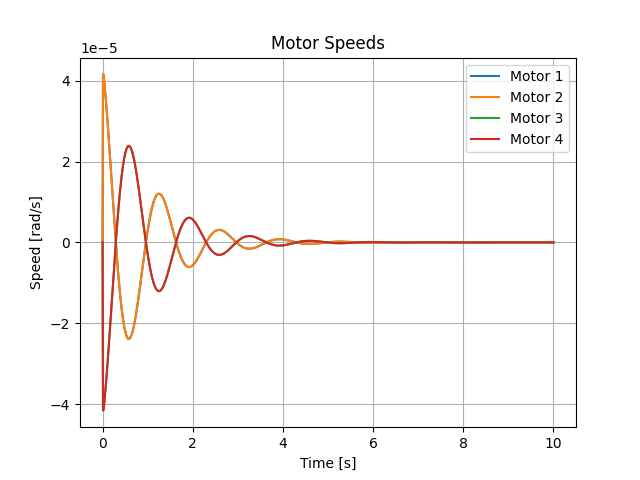 Motor Speeds
1e−5
Motor 1
Motor 2
Motor 3
Motor 4
4
2
0
−2
−4
Speed [rad/s]
0 2 4 6 8 10
Time [s]